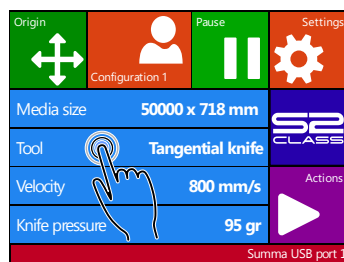 Origin
Configuration 1
Pause
Settings
Media size 50000 x 718 mm
S2
CLASS
Tool Tangential knife
Velocity 800 mm/s
Actions
Knife pressure 95 gr
Summa USB port 1